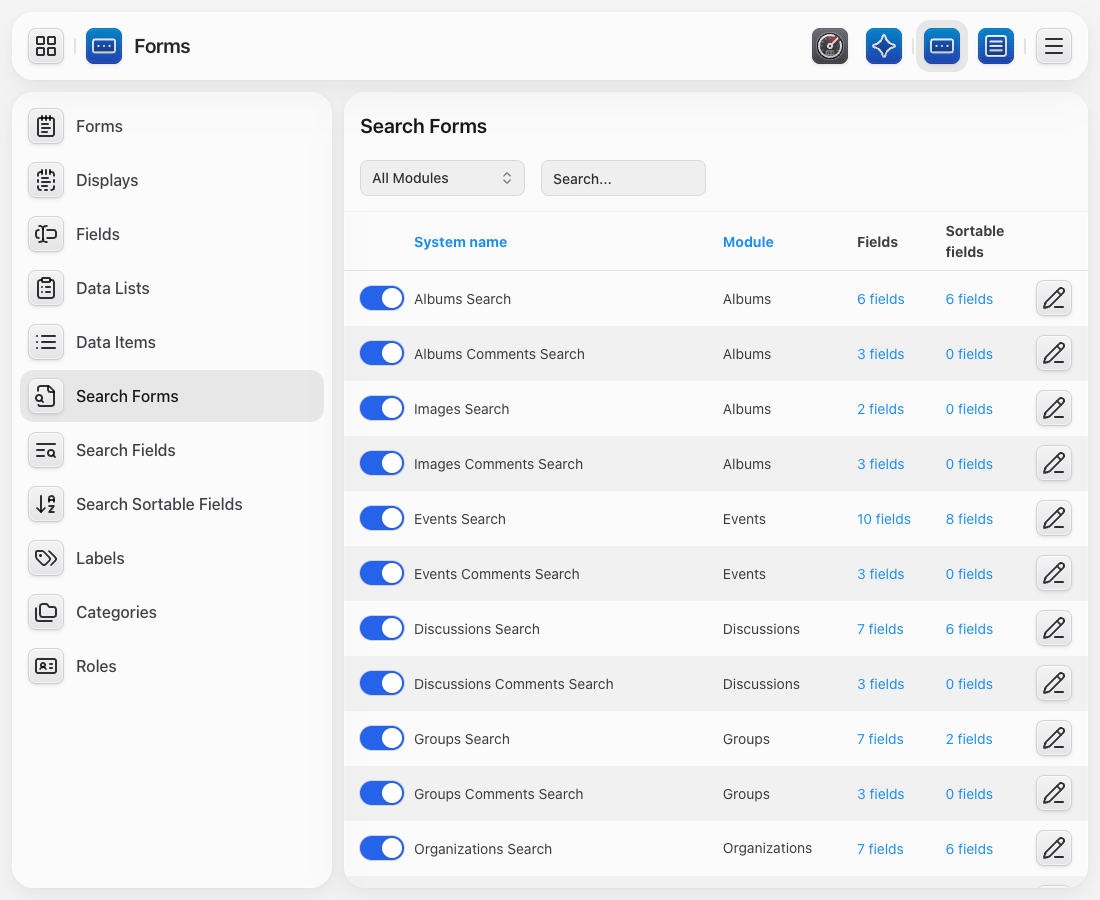 Forms
Forms
Displays
Fields
Data Lists
Data Items
Search Forms
Search Fields
Search Sortable Fields
Labels
Categories
Roles
Search Forms
All Modules Search...
System name Module Fields Sortable fields
Albums Search Albums 6 fields 6 fields
Albums Comments Search Albums 3 fields 0 fields
Images Search Albums 2 fields 0 fields
Images Comments Search Albums 3 fields 0 fields
Events Search Events 10 fields 8 fields
Events Comments Search Events 3 fields 0 fields
Discussions Search Discussions 7 fields 6 fields
Discussions Comments Search Discussions 3 fields 0 fields
Groups Search Groups 7 fields 2 fields
Groups Comments Search Groups 3 fields 0 fields
Organizations Search Organizations 7 fields 6 fields